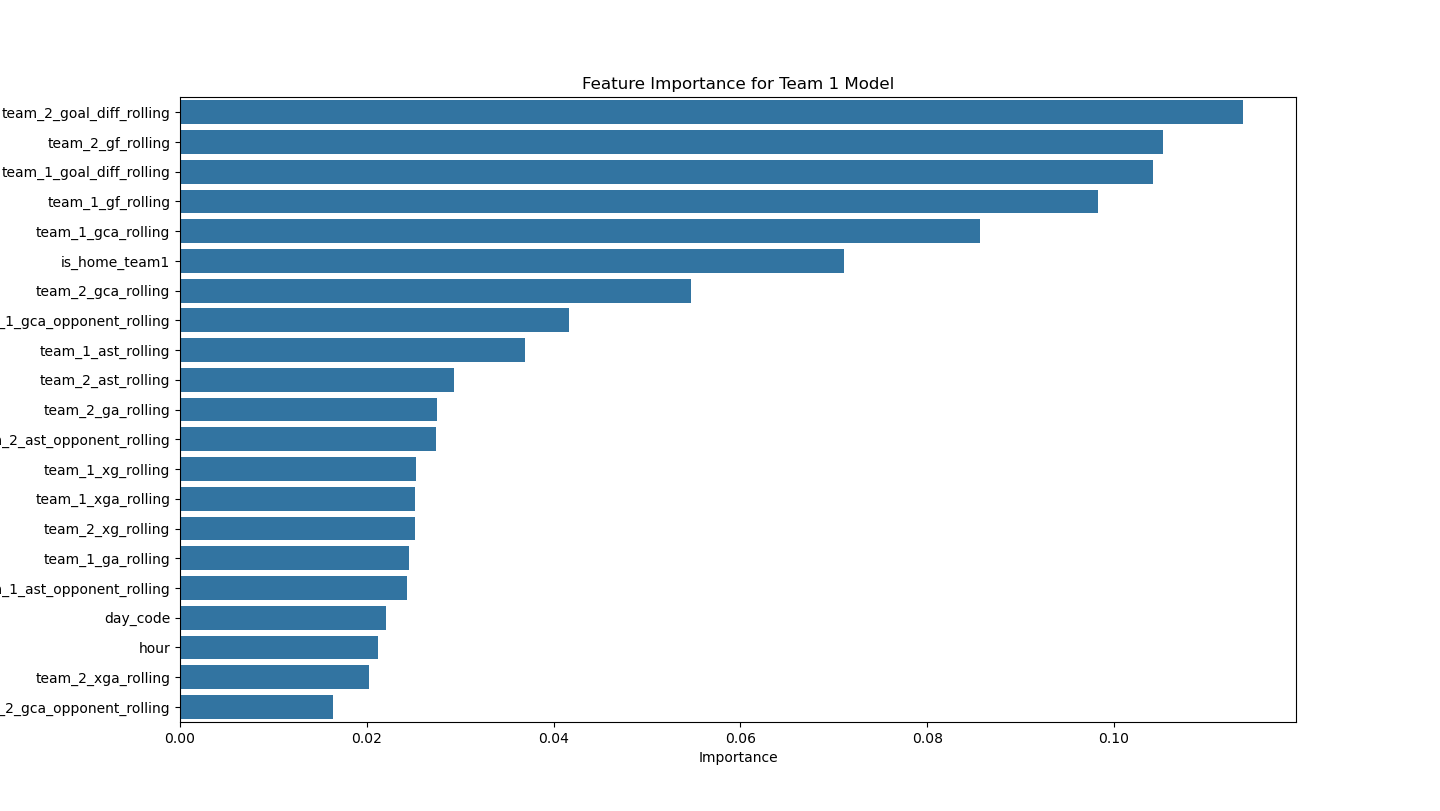 Feature Importance for Team 1 Model
team_2_goal_diff_rolling
team_2_gf_rolling
team_1_goal_diff_rolling
team_1_gf_rolling
team_1_gca_rolling
is_home_team1
team_2_gca_rolling
_1_gca_opponent_rolling
team_1_ast_rolling
team_2_ast_rolling
team_2_ga_rolling
_2_ast_opponent_rolling
team_1_xg_rolling
team_1_xga_rolling
team_2_xg_rolling
team_1_ga_rolling
_1_ast_opponent_rolling
day_code
hour
team_2_xga_rolling
_2_gca_opponent_rolling
0.00 0.02 0.04 0.06 0.08 0.10
Importance